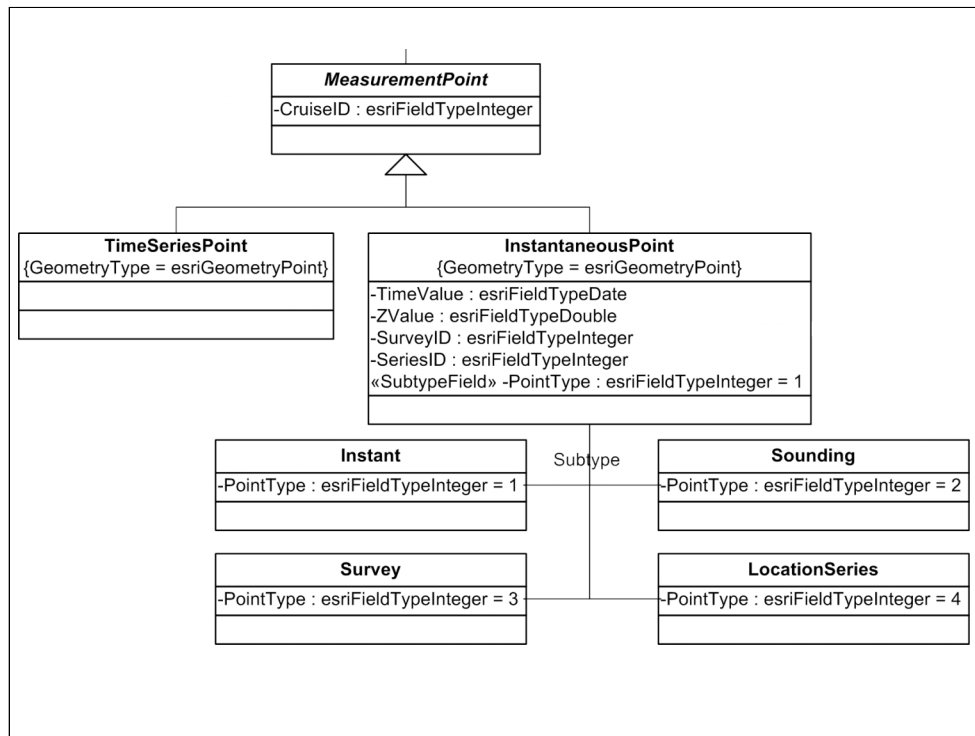 MeasurementPoint
-CruiseID : esriFieldTypeInteger
TimeSeriesPoint
{GeometryType = esriGeometryPoint}
InstantaneousPoint
{GeometryType = esriGeometryPoint}
-TimeValue : esriFieldTypeDate
-ZValue : esriFieldTypeDouble
-SurveyID : esriFieldTypeInteger
-SeriesID : esriFieldTypeInteger
«SubtypeField» -PointType : esriFieldTypeInteger = 1
Subtype
Instant
-PointType : esriFieldTypeInteger = 1
Sounding
-PointType : esriFieldTypeInteger = 2
Survey
-PointType : esriFieldTypeInteger = 3
LocationSeries
-PointType : esriFieldTypeInteger = 4